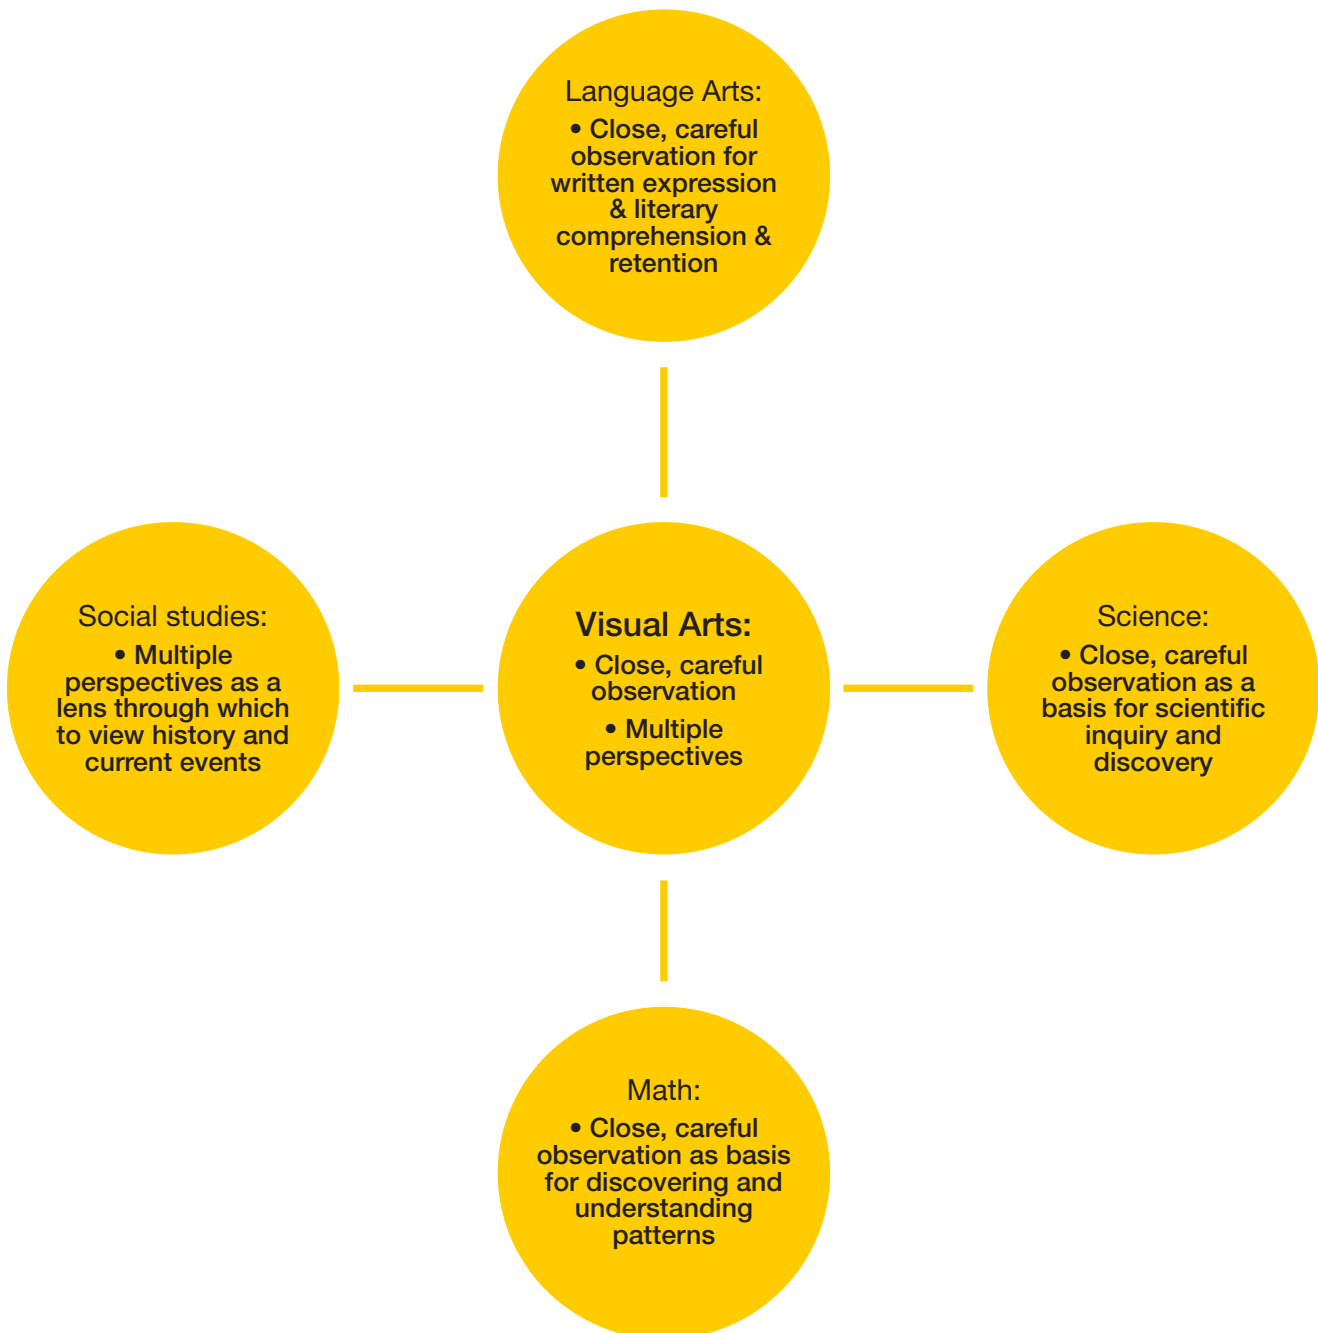 Language Arts:
• Close, careful
observation for
written expression
& literary
comprehension &
retention
Social studies:
• Multiple
perspectives as a
lens through which
to view history and
current events
Visual Arts:
• Close, careful
observation
• Multiple
perspectives
Science:
• Close, careful
observation as a
basis for scientific
inquiry and
discovery
Math:
• Close, careful
observation as basis
for discovering and
understanding
patterns